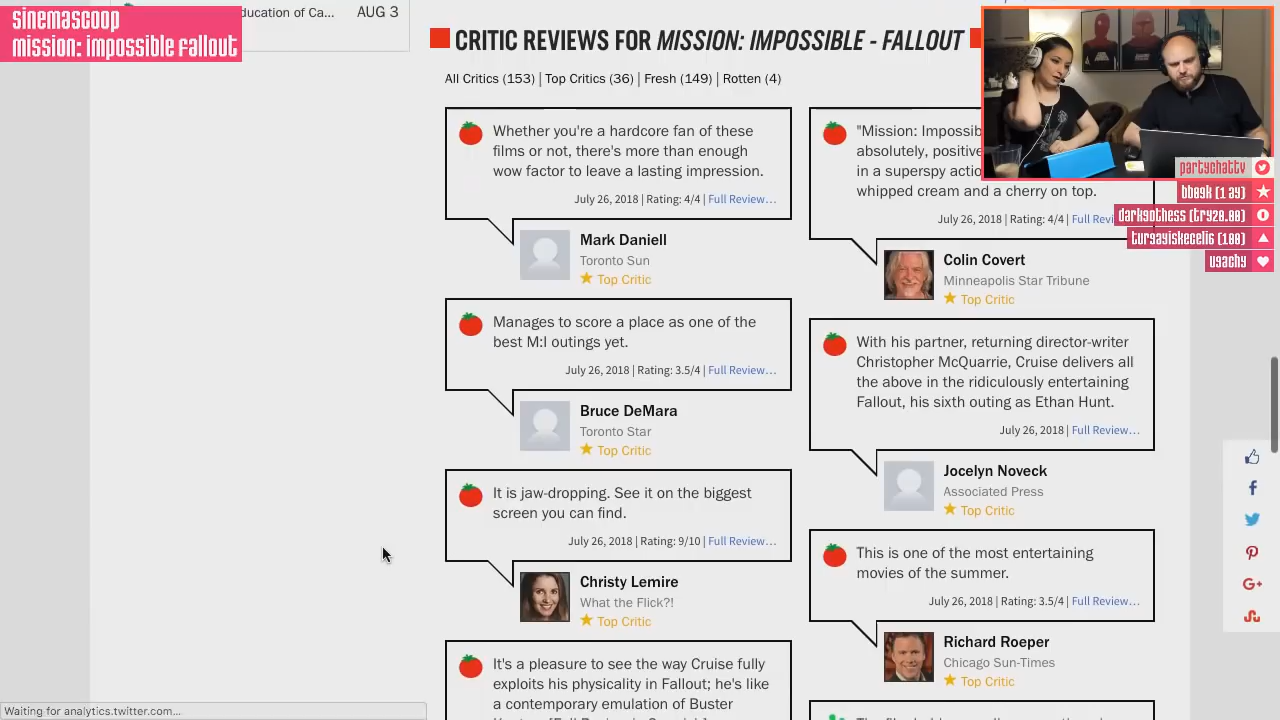 sinemascoop
mission: impossible fallout
ducation of Ca...
AUG 3
CRITIC REVIEWS FOR MISSION: IMPOSSIBLE - FALLOUT
All Critics (153) | Top Critics (36) | Fresh (149) | Rotten (4)
Whether you're a hardcore fan of these
films or not, there's more than enough
wow factor to leave a lasting impression.
July 26, 2018 | Rating: 4/4 | Full Review…
Mark Daniell
Toronto Sun
Top Critic
Manages to score a place as one of the
best M:I outings yet.
July 26, 2018 | Rating: 3.5/4 | Full Review…
Bruce DeMara
Toronto Star
Top Critic
It is jaw-dropping. See it on the biggest
screen you can find.
July 26, 2018 | Rating: 9/10 | Full Review…
Christy Lemire
What the Flick?!
Top Critic
It's a pleasure to see the way Cruise fully
exploits his physicality in Fallout; he's like
a contemporary emulation of Buster
"Mission: Impossib
absolutely, positive
in a superspy actio
whipped cream and a cherry on top.
July 26, 2018 | Rating: 4/4 | Full Revi
Colin Covert
Minneapolis Star Tribune
Top Critic
With his partner, returning director-writer
Christopher McQuarrie, Cruise delivers all
the above in the ridiculously entertaining
Fallout, his sixth outing as Ethan Hunt.
July 26, 2018 | Full Review…
Jocelyn Noveck
Associated Press
Top Critic
This is one of the most entertaining
movies of the summer.
July 26, 2018 | Rating: 3.5/4 | Full Review…
Richard Roeper
Chicago Sun-Times
Top Critic
partychattv
bbogk (1 ay)
darkgothess (try20.00)
turgayiskecelig (100)
ugachy
Waiting for analytics.twitter.com...